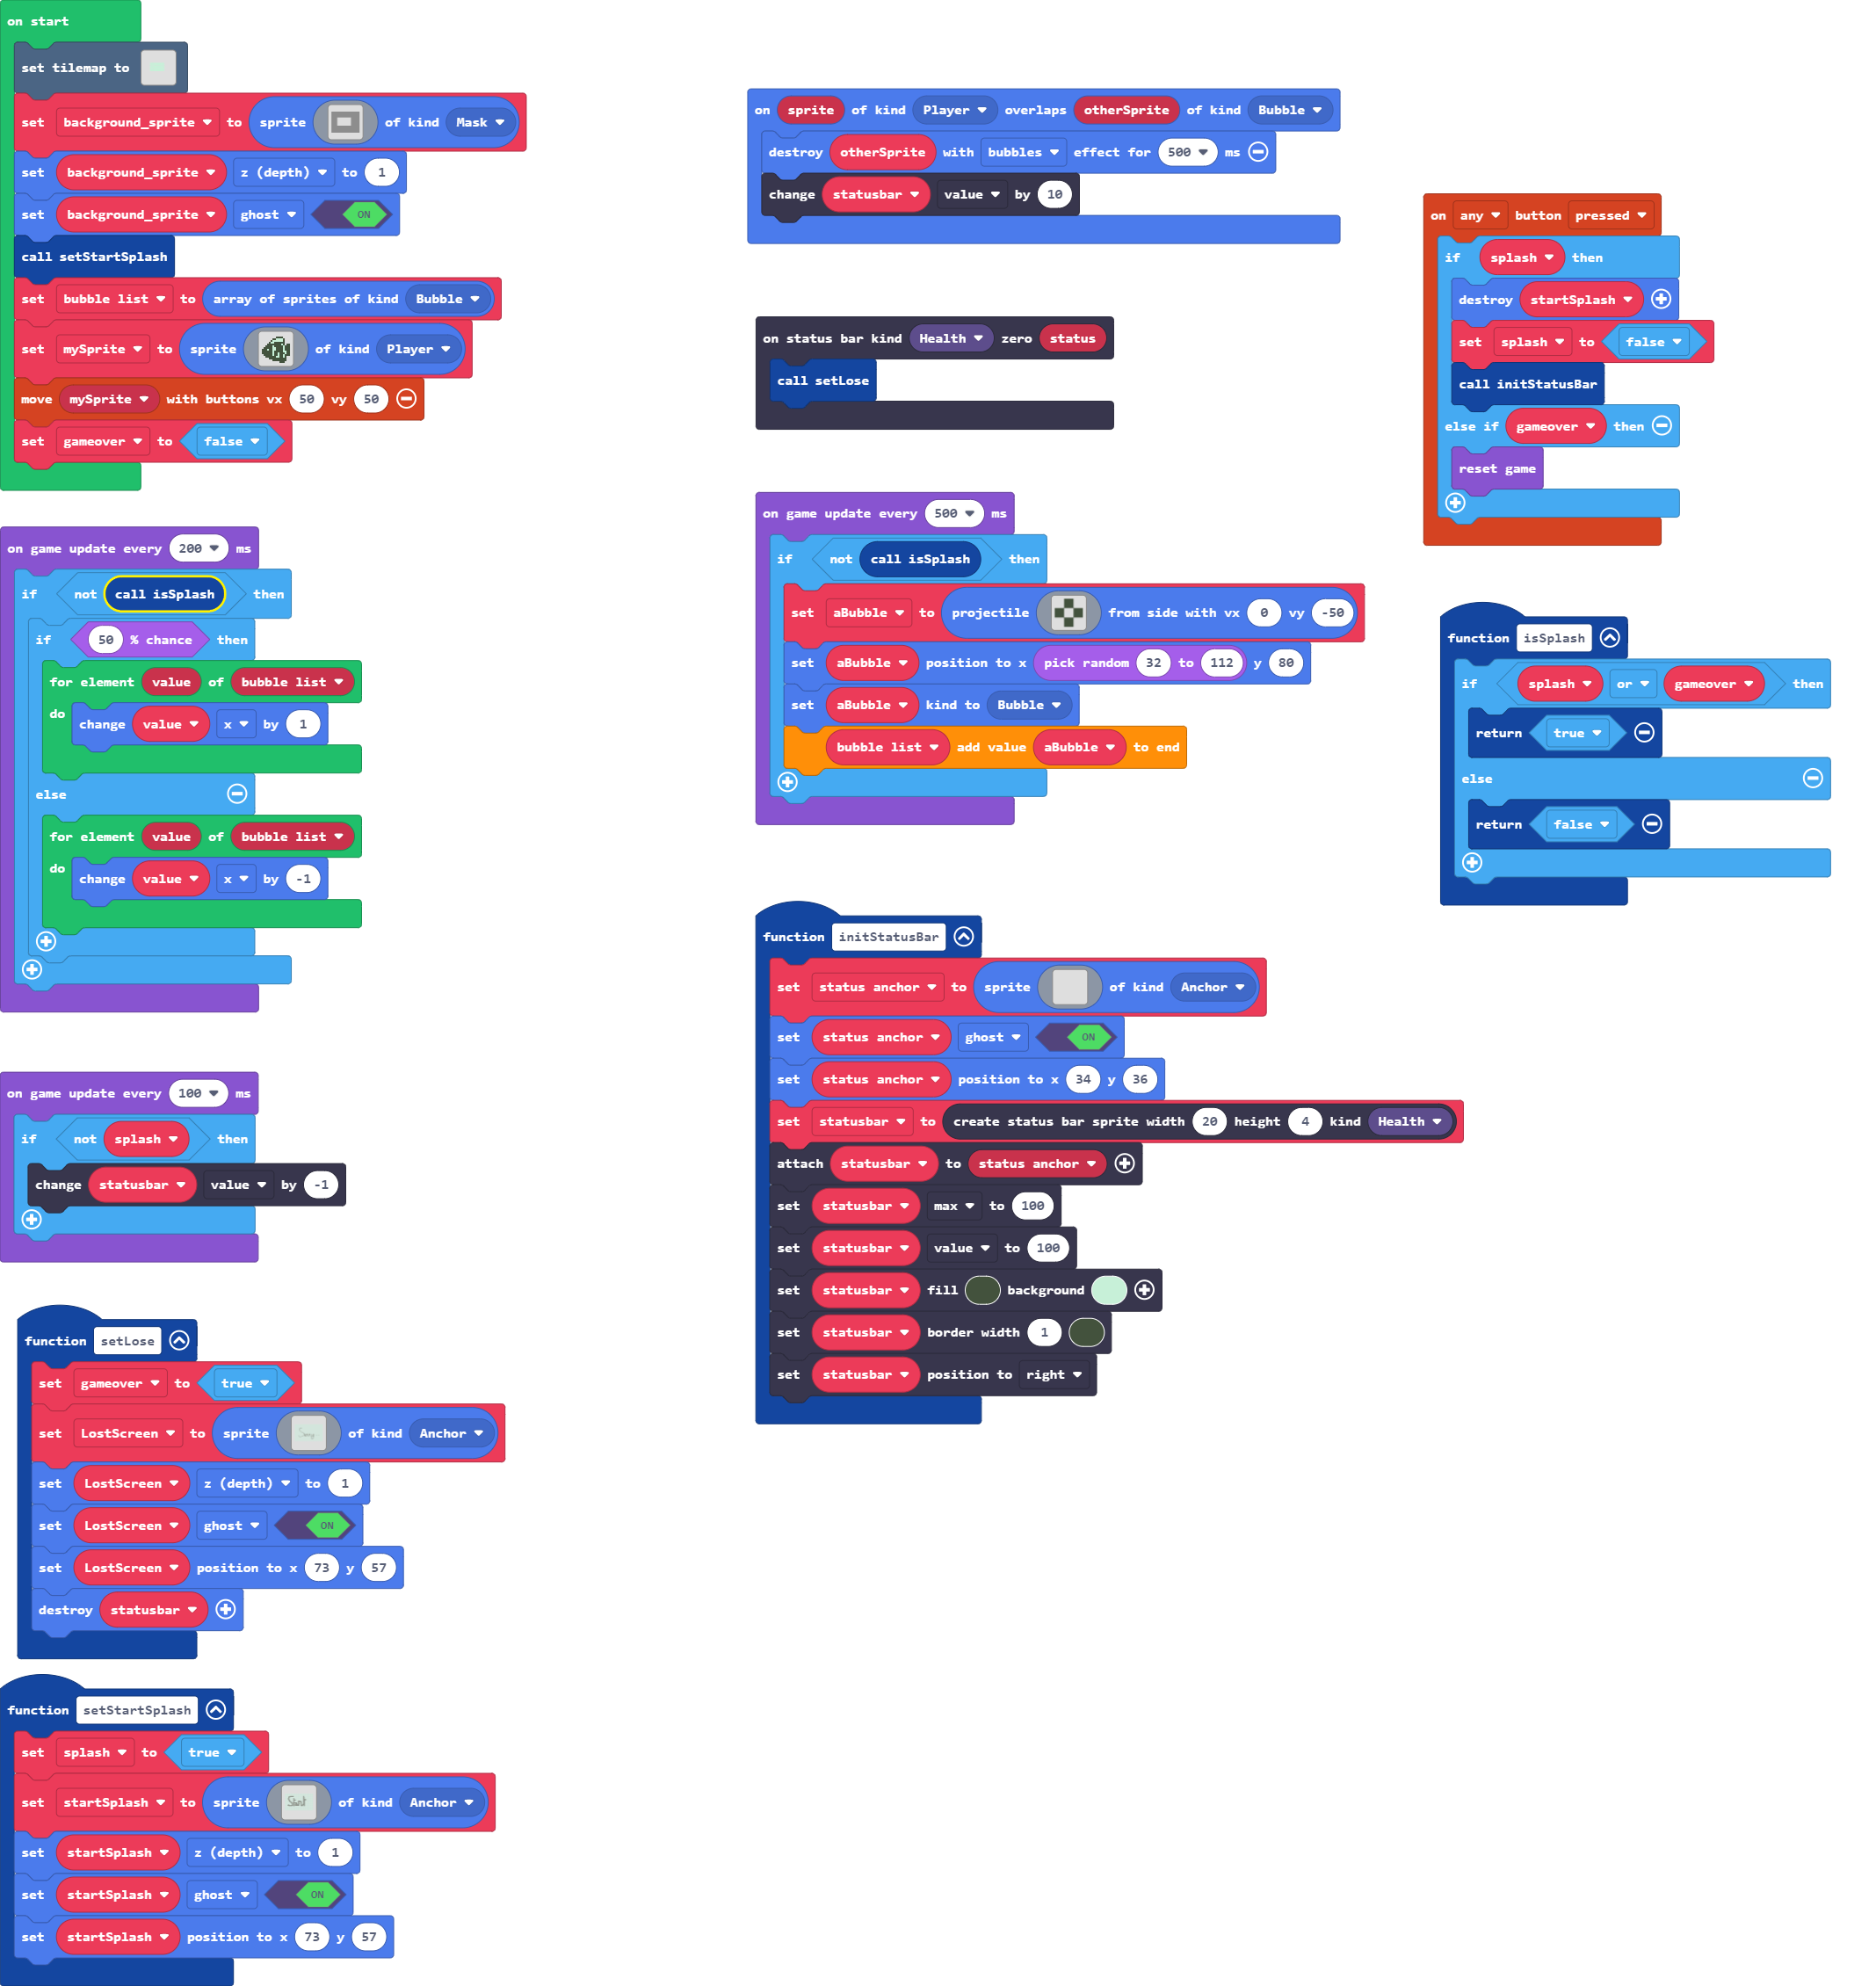 on start
set tilemap to
set background_sprite to sprite of kind Mask
set background_sprite z (depth) to 1
set background_sprite ghost ON
call setStartSplash
set bubble list to array of sprites of kind Bubble
set mySprite to sprite of kind Player
move mySprite with buttons vx 50 vy 50
set gameover to false
on game update every 200 ms
if not call isSplash then
if 50 % chance then
for element value of bubble list
do change value x by 1
else
for element value of bubble list
do change value x by -1
on game update every 100 ms
if not splash then
change statusbar value by -1
function setLose
set gameover to true
set LostScreen to sprite of kind Anchor
set LostScreen z (depth) to 1
set LostScreen ghost ON
set LostScreen position to x 73 y 57
destroy statusbar
function setStartSplash
set splash to true
set startSplash to sprite Start of kind Anchor
set startSplash z (depth) to 1
set startSplash ghost ON
set startSplash position to x 73 y 57
on sprite of kind Player overlaps otherSprite of kind Bubble
destroy otherSprite with bubbles effect for 500 ms
change statusbar value by 10
on status bar kind Health zero status
call setLose
on game update every 500 ms
if not call isSplash then
set aBubble to projectile from side with vx 0 vy -50
set aBubble position to x pick random 32 to 112 y 80
set aBubble kind to Bubble
bubble list add value aBubble to end
function initStatusBar
set status anchor to sprite of kind Anchor
set status anchor ghost ON
set status anchor position to x 34 y 36
set statusbar to create status bar sprite width 20 height 4 kind Health
attach statusbar to status anchor
set statusbar max to 100
set statusbar value to 100
set statusbar fill background
set statusbar border width 1
set statusbar position to right
on any button pressed
if splash then
destroy startSplash
set splash to false
call initStatusBar
else if gameover then
reset game
function isSplash
if splash or gameover then
return true
else
return false